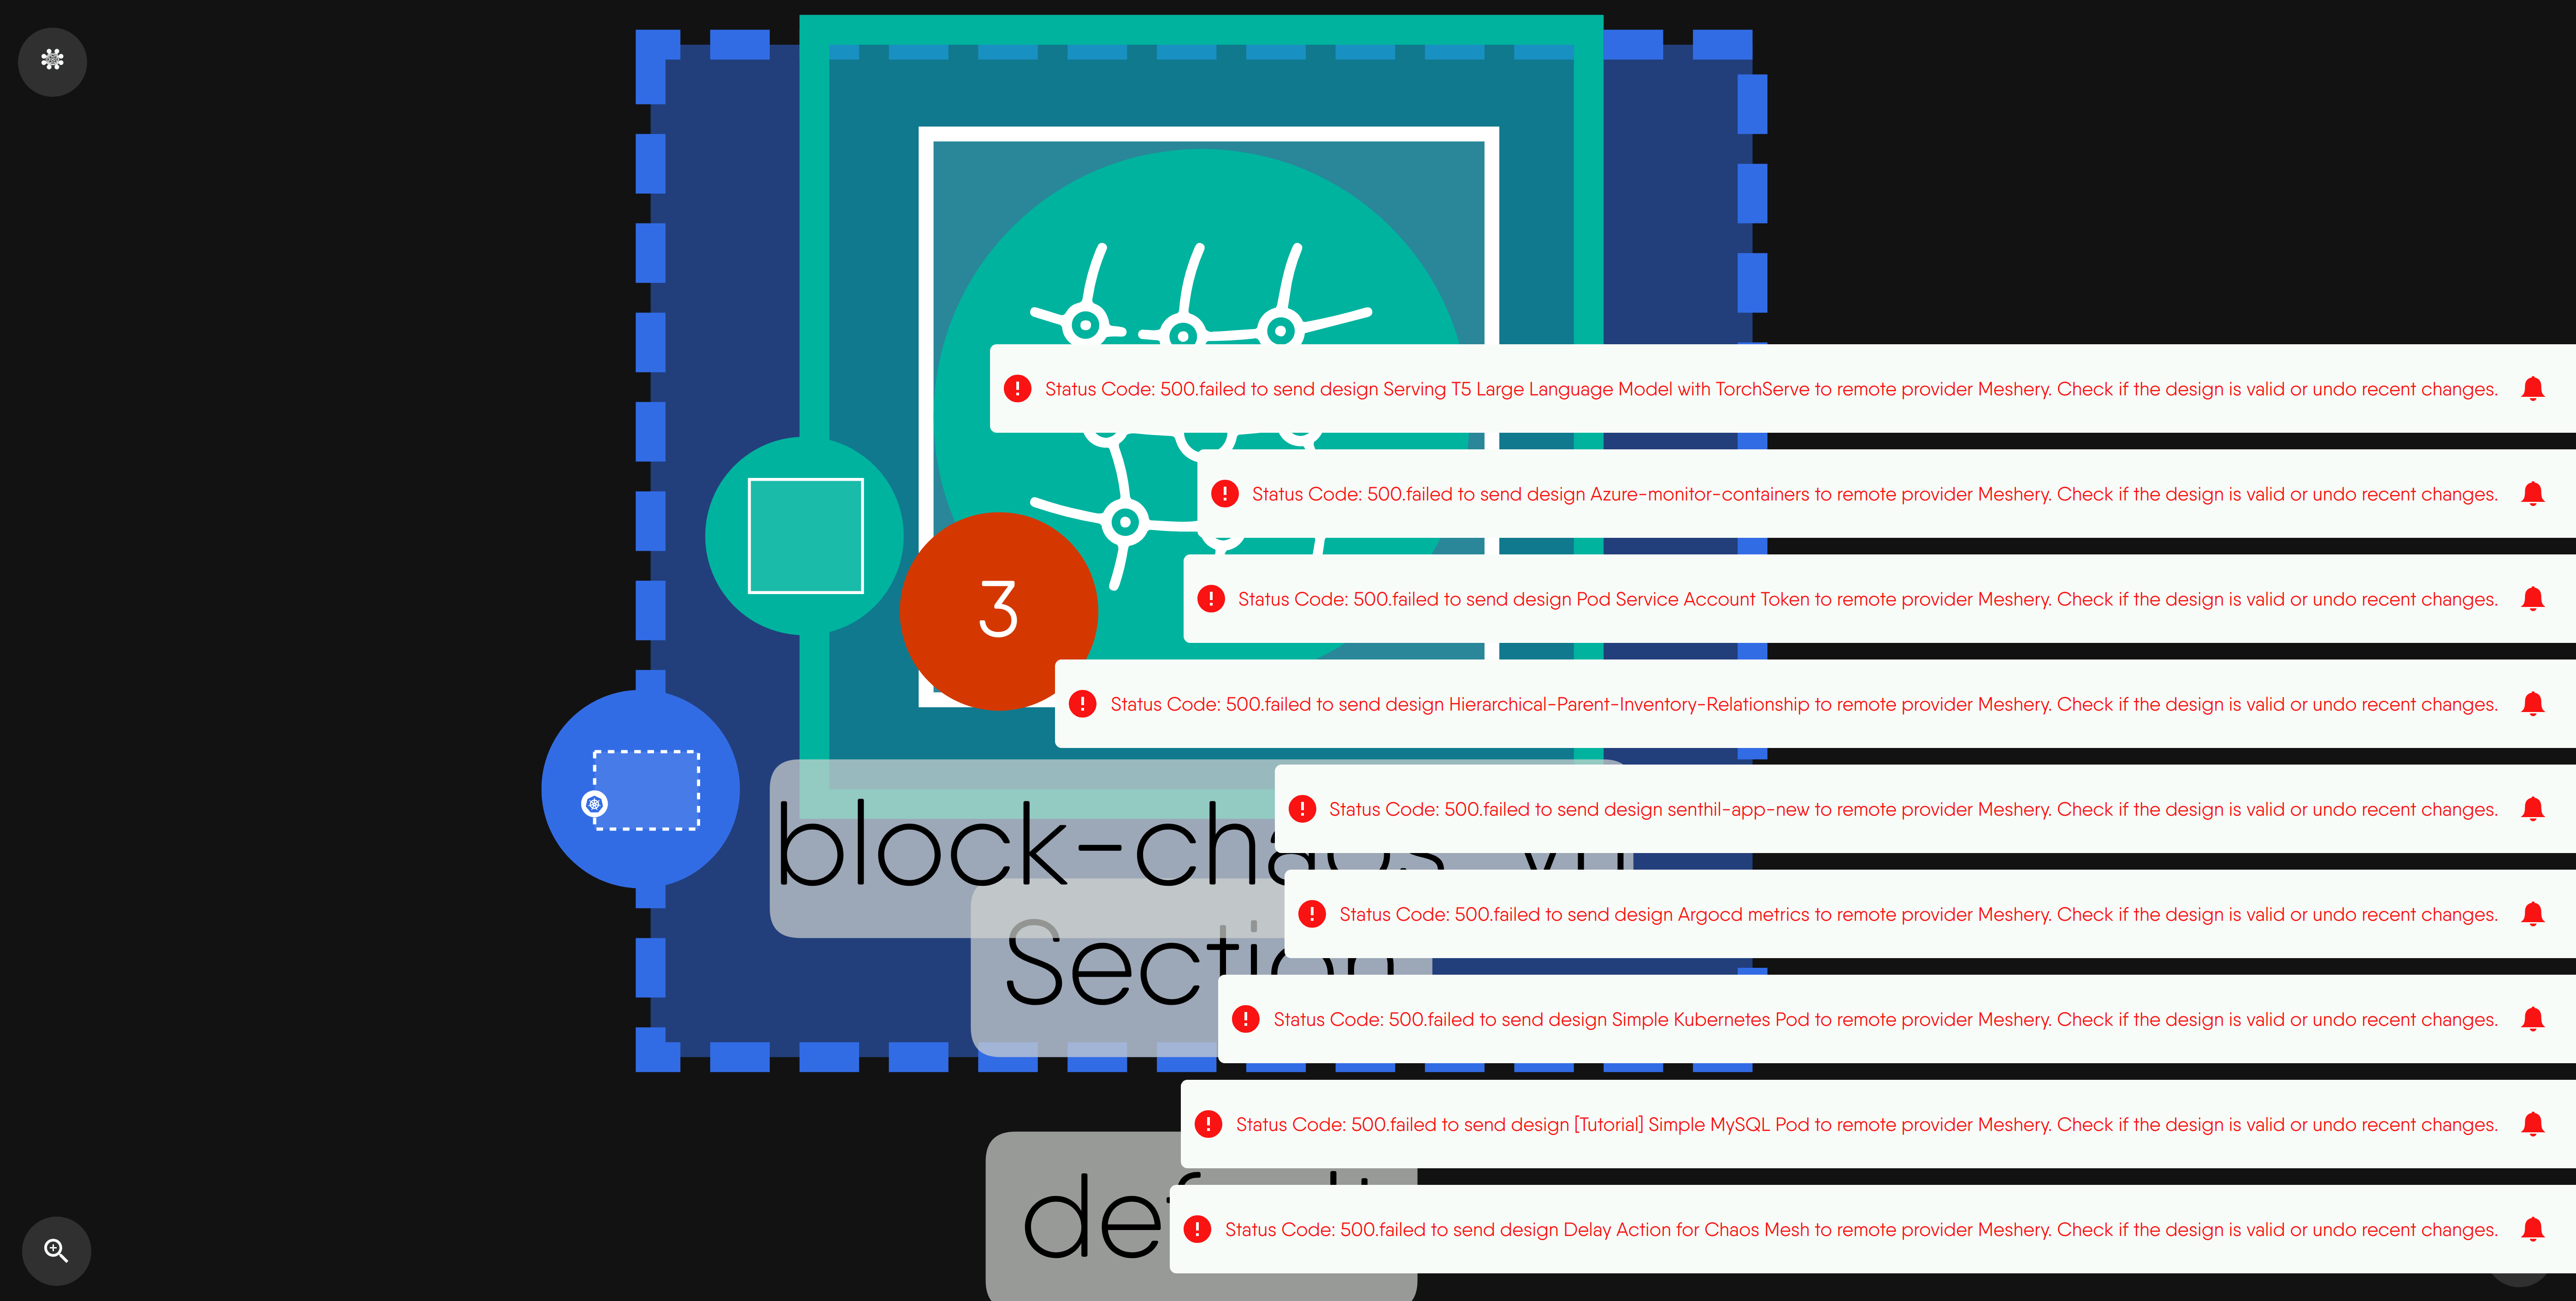 Status Code: 500.failed to send design Serving T5 Large Language Model with TorchServe to remote provider Meshery. Check if the design is valid or undo recent changes.
Status Code: 500.failed to send design Azure-monitor-containers to remote provider Meshery. Check if the design is valid or undo recent changes.
Status Code: 500.failed to send design Pod Service Account Token to remote provider Meshery. Check if the design is valid or undo recent changes.
3
Status Code: 500.failed to send design Hierarchical-Parent-Inventory-Relationship to remote provider Meshery. Check if the design is valid or undo recent changes.
Status Code: 500.failed to send design senthil-app-new to remote provider Meshery. Check if the design is valid or undo recent changes.
block-chaos
Status Code: 500.failed to send design Argocd metrics to remote provider Meshery. Check if the design is valid or undo recent changes.
Section
Status Code: 500.failed to send design Simple Kubernetes Pod to remote provider Meshery. Check if the design is valid or undo recent changes.
Status Code: 500.failed to send design [Tutorial] Simple MySQL Pod to remote provider Meshery. Check if the design is valid or undo recent changes.
Status Code: 500.failed to send design Delay Action for Chaos Mesh to remote provider Meshery. Check if the design is valid or undo recent changes.